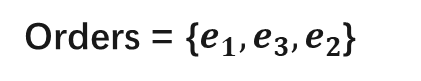 Orders = {e₁, e₃, e₂}